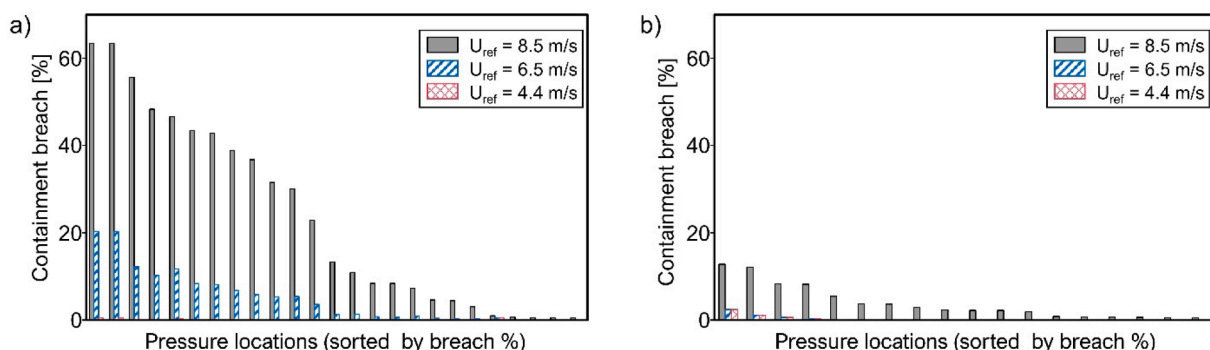 a)
Containment breach [%]
60
40
20
0
U_ref = 8.5 m/s
U_ref = 6.5 m/s
U_ref = 4.4 m/s
Pressure locations (sorted by breach %)
b)
Containment breach [%]
60
40
20
0
U_ref = 8.5 m/s
U_ref = 6.5 m/s
U_ref = 4.4 m/s
Pressure locations (sorted by breach %)